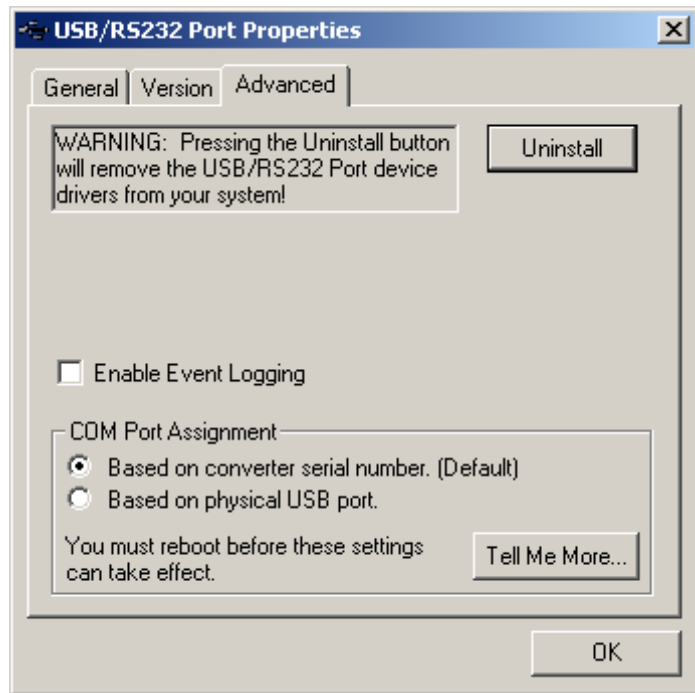 USB/RS232 Port Properties
General Version Advanced
WARNING: Pressing the Uninstall button
will remove the USB/RS232 Port device
drivers from your system!
Uninstall
Enable Event Logging
COM Port Assignment
Based on converter serial number. (Default)
Based on physical USB port.
You must reboot before these settings
can take effect.
Tell Me More...
OK